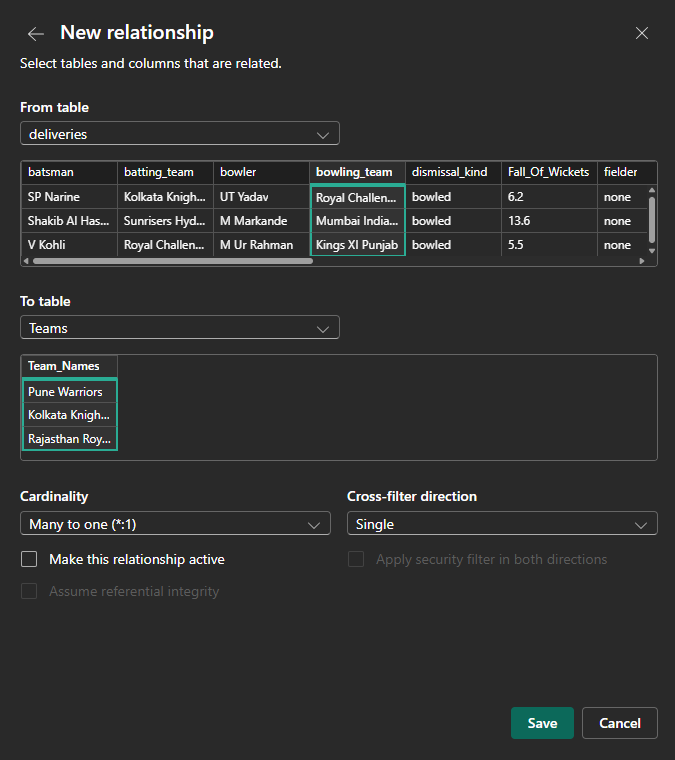 New relationship
Select tables and columns that are related.
From table
deliveries
batsman batting_team bowler bowling_team dismissal_kind Fall_Of_Wickets fielder
SP Narine Kolkata Knigh... UT Yadav Royal Challen... bowled 6.2 none
Shakib Al Has... Sunrisers Hyd... M Markande Mumbai India... bowled 13.6 none
V Kohli Royal Challen... M Ur Rahman Kings XI Punjab bowled 5.5 none
To table
Teams
Team_Names
Pune Warriors
Kolkata Knigh...
Rajasthan Roy...
Cardinality Cross-filter direction
Many to one (*:1) Single
Make this relationship active Apply security filter in both directions
Assume referential integrity
Save Cancel